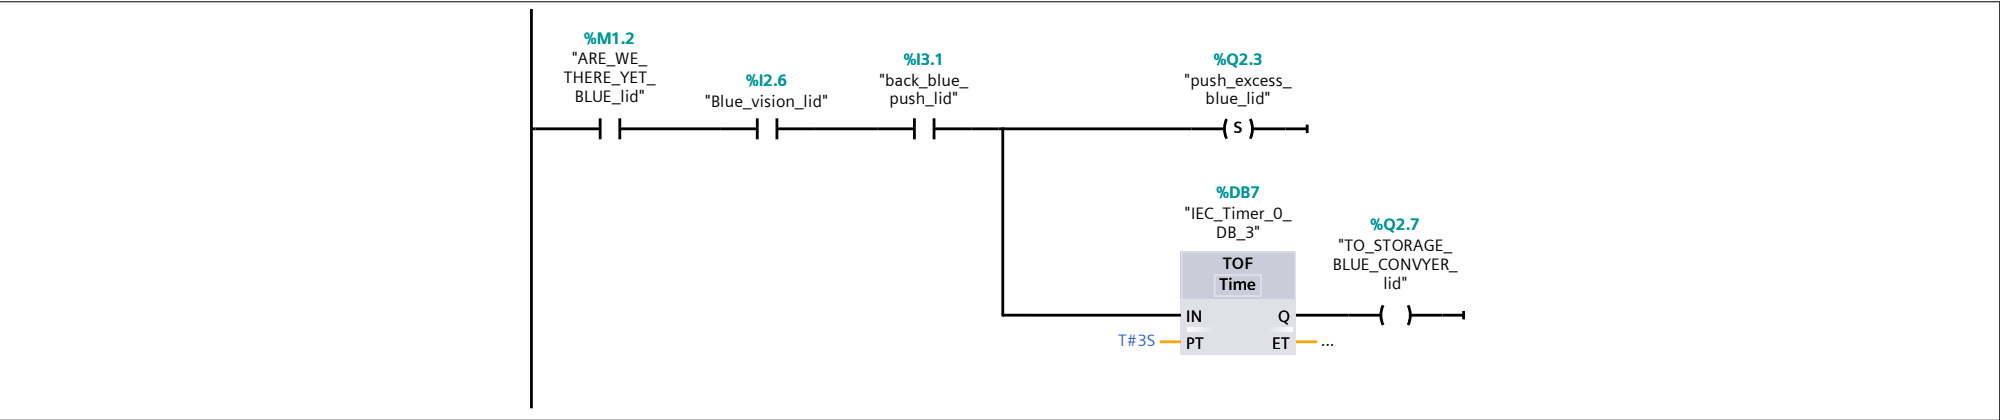 %M1.2
"ARE_WE_
THERE_YET_
BLUE_lid"
%I2.6
"Blue_vision_lid"
%I3.1
"back_blue_
push_lid"
%Q2.3
"push_excess_
blue_lid"
S
%DB7
"IEC_Timer_0_
DB_3"
TOF
Time
IN
Q
T#3S
PT
ET
...
%Q2.7
"TO_STORAGE_
BLUE_CONVYER_
lid"